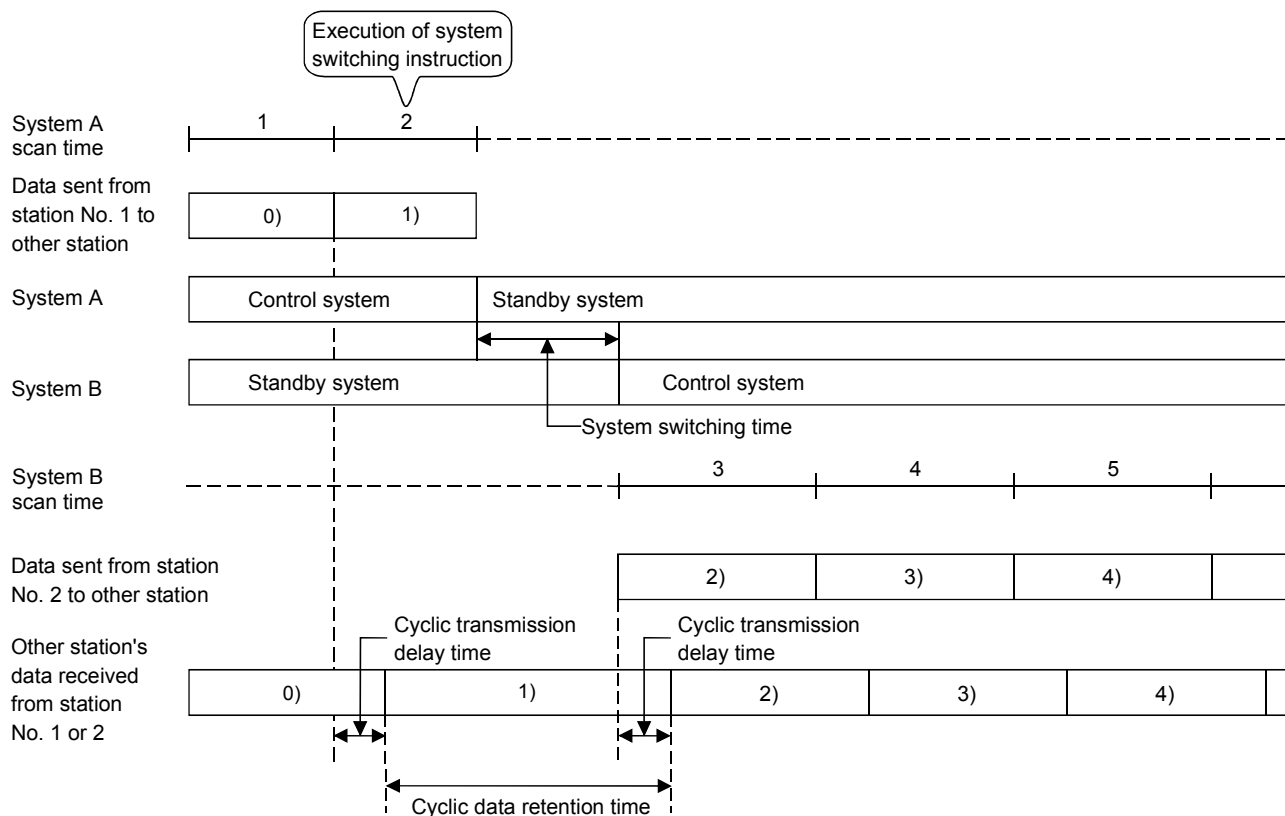 Execution of system
switching instruction
System A
scan time
1
2
Data sent from
station No. 1 to
other station
0)
1)
System A
Control system
Standby system
System B
Standby system
Control system
System switching time
System B
scan time
3
4
5
Data sent from station
No. 2 to other station
2)
3)
4)
Other station's
data received
from station
No. 1 or 2
Cyclic transmission
delay time
Cyclic transmission
delay time
0)
1)
2)
3)
4)
Cyclic data retention time